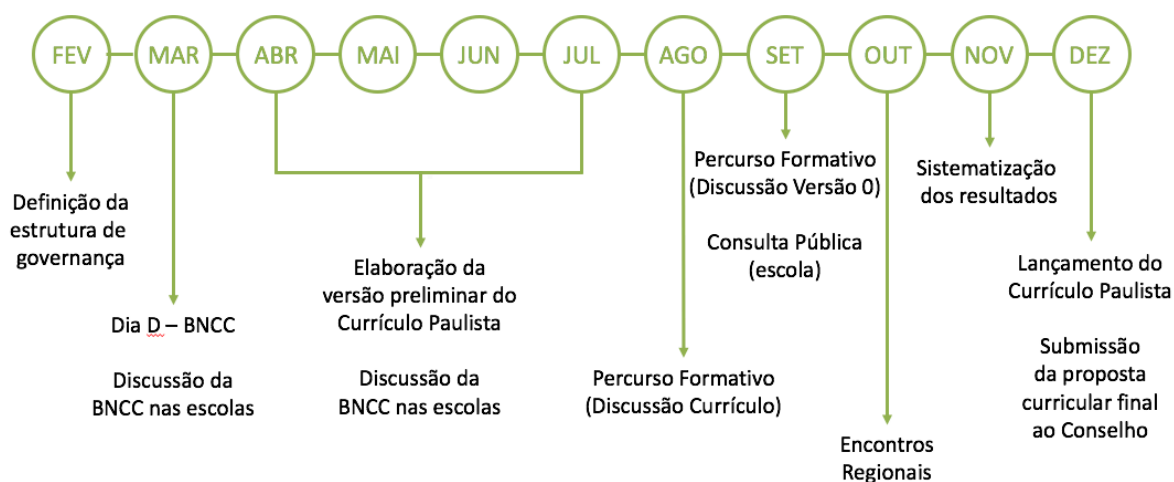 FEV
MAR
ABR
MAI
JUN
JUL
AGO
SET
OUT
NOV
DEZ
Definição da
estrutura de
governança
Dia D – BNCC
Discussão da
BNCC nas escolas
Elaboração da
versão preliminar do
Currículo Paulista
Discussão da
BNCC nas escolas
Percurso Formativo
(Discussão Currículo)
Percurso Formativo
(Discussão Versão 0)
Consulta Pública
(escola)
Encontros
Regionais
Sistematização
dos resultados
Lançamento do
Currículo Paulista
Submissão
da proposta
curricular final
ao Conselho